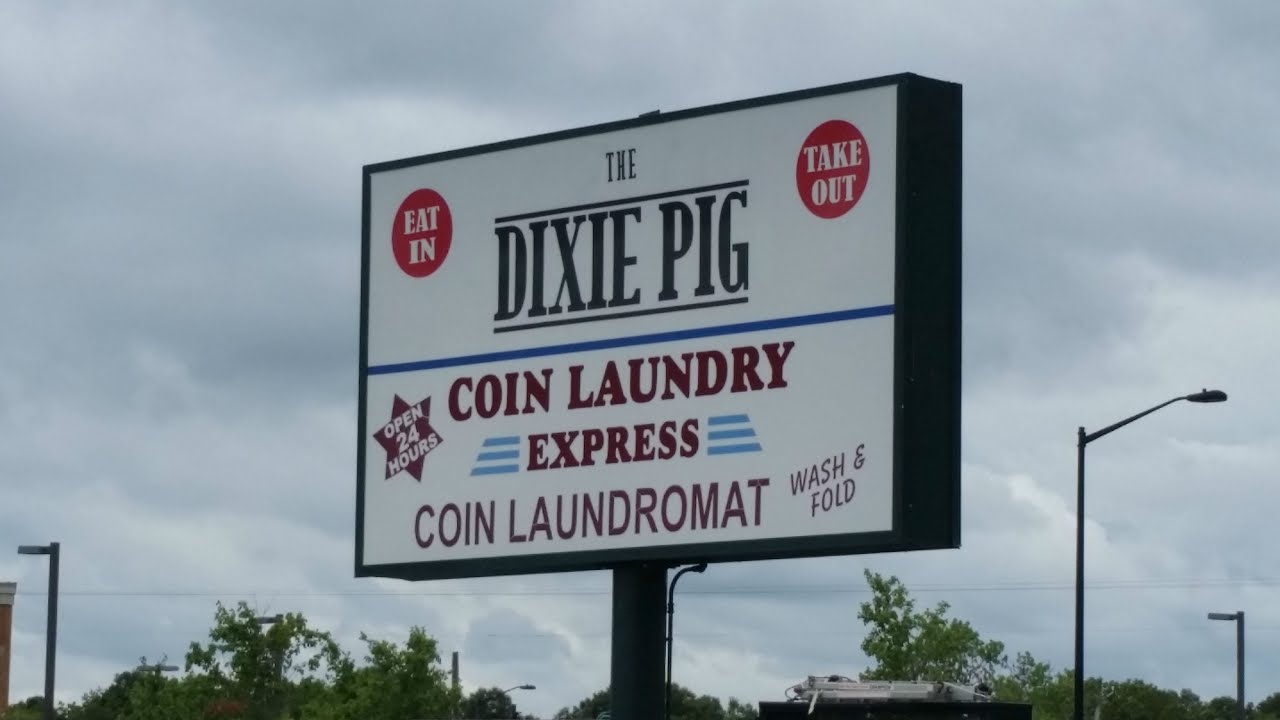 THE
EAT
IN
DIXIE PIG
TAKE
OUT
COIN LAUNDRY
EXPRESS
OPEN
24
HOURS
COIN LAUNDROMAT
WASH &
FOLD